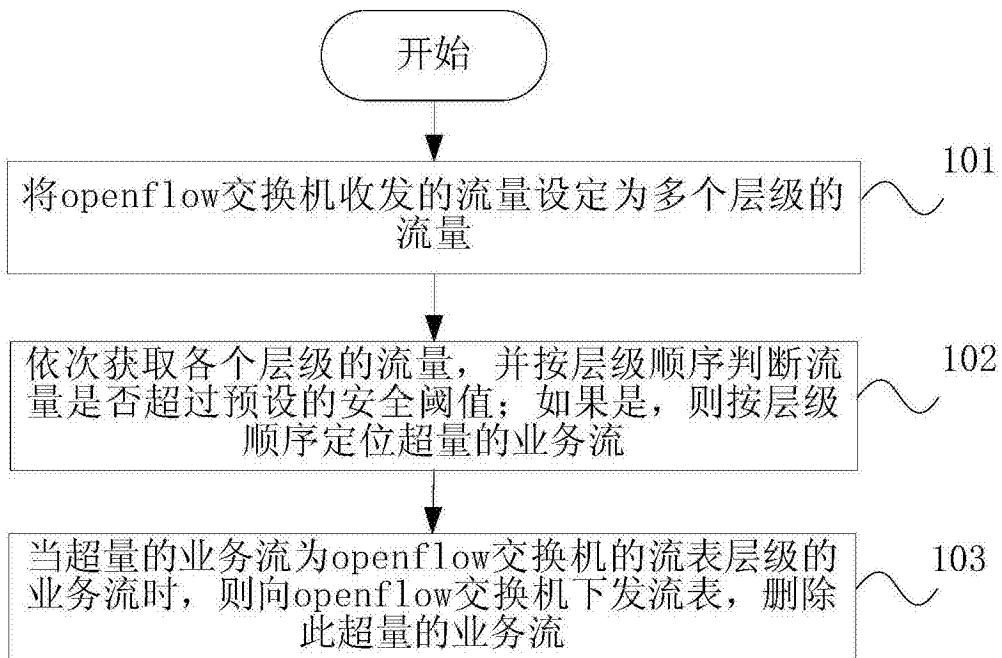 开始
101
将openflow交换机收发的流量设定为多个层级的
流量
102
依次获取各个层级的流量，并按层级顺序判断流
量是否超过预设的安全阈值；如果是，则按层级
顺序定位超量的业务流
103
当超量的业务流为openflow交换机的流表层级的
业务流时，则向openflow交换机下发流表，删除
此超量的业务流